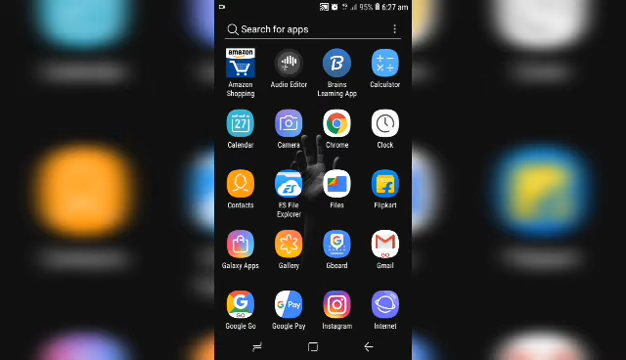 95% 6:27 am
Search for apps
amazon
Amazon Shopping
Audio Editor
B
Brains Learning App
Calculator
27
Calendar
Camera
Chrome
Clock
Contacts
ES
ES File Explorer
Files
Flipkart
Galaxy Apps
Gallery
G
Gboard
GO
Gmail
G
GO
Google Go
G Pay
Google Pay
Instagram
Internet